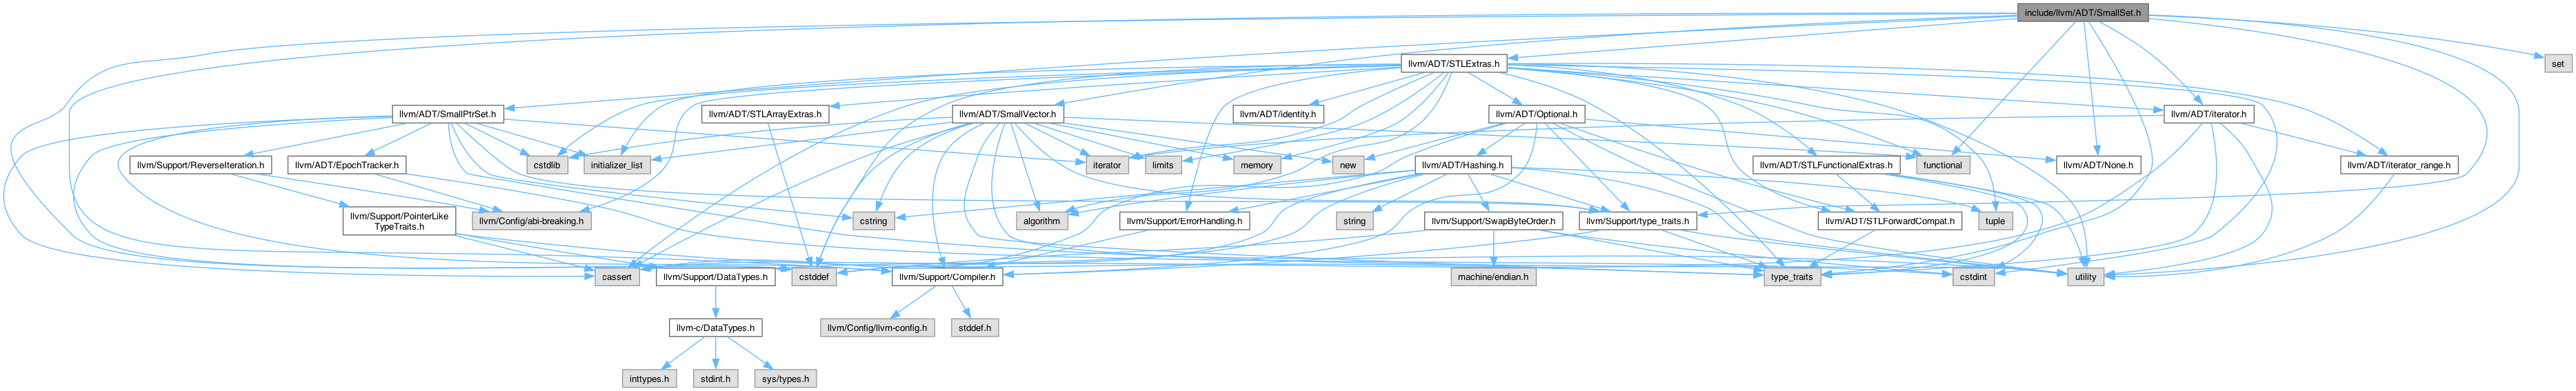 include/llvm/ADT/SmallSet.h
llvm/ADT/STLExtras.h
set
llvm/ADT/SmallPtrSet.h
llvm/ADT/STLArrayExtras.h
llvm/ADT/SmallVector.h
llvm/ADT/identity.h
llvm/ADT/Optional.h
llvm/ADT/iterator.h
llvm/Support/ReverseIteration.h
llvm/ADT/EpochTracker.h
cstdlib
initializer_list
iterator
limits
memory
new
llvm/ADT/Hashing.h
functional
llvm/ADT/STLFunctionalExtras.h
llvm/ADT/None.h
llvm/ADT/iterator_range.h
llvm/Support/PointerLike
TypeTraits.h
llvm/Config/abi-breaking.h
cstring
algorithm
llvm/Support/ErrorHandling.h
string
llvm/Support/SwapByteOrder.h
llvm/Support/type_traits.h
llvm/ADT/STLForwardCompat.h
tuple
cassert
llvm/Support/DataTypes.h
cstddef
llvm/Support/Compiler.h
machine/endian.h
type_traits
cstdint
utility
llvm-c/DataTypes.h
llvm/Config/llvm-config.h
stddef.h
inttypes.h
stdint.h
sys/types.h